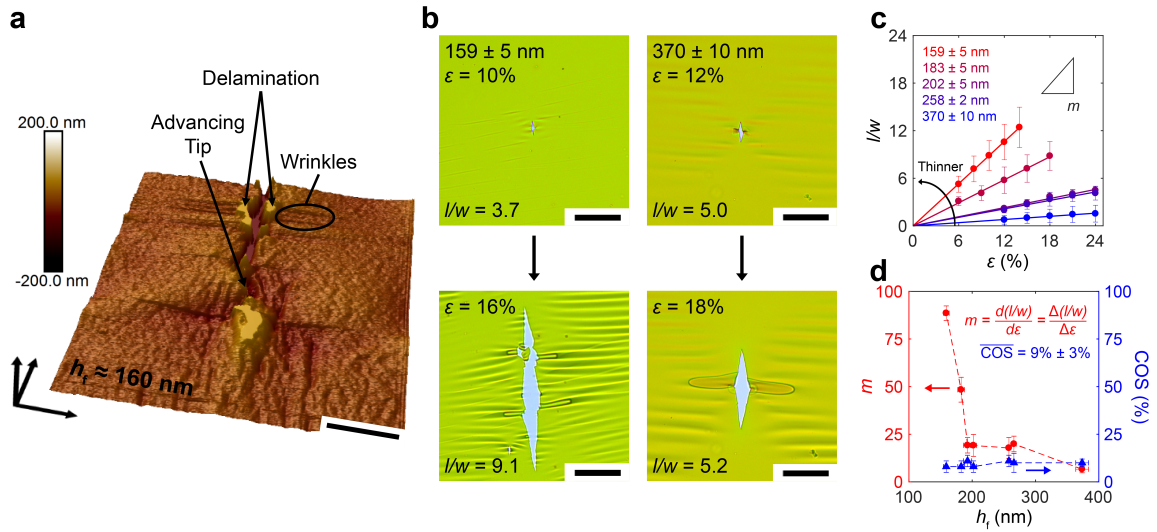 a
Delamination
200.0 nm
Advancing
Tip
Wrinkles
-200.0 nm
h_f ≈ 160 nm
b
159 ± 5 nm
ε = 10%
l/w = 3.7
370 ± 10 nm
ε = 12%
l/w = 5.0
ε = 16%
l/w = 9.1
ε = 18%
l/w = 5.2
c
24
18
12
6
0
l/w
159 ± 5 nm
183 ± 5 nm
202 ± 5 nm
258 ± 2 nm
370 ± 10 nm
m
Thinner
0
6
12
18
24
ε (%)
d
100
75
50
25
0
m
m = d(l/w)/dε = Δ(l/w)/Δε
COS = 9% ± 3%
100
80
60
40
20
0
COS (%)
100
200
300
400
h_f (nm)